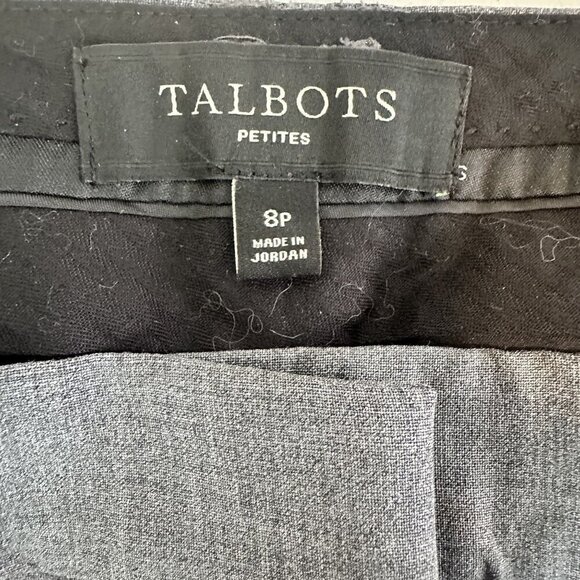 TALBOTS
PETITES
S
8P
MADE IN
JORDAN